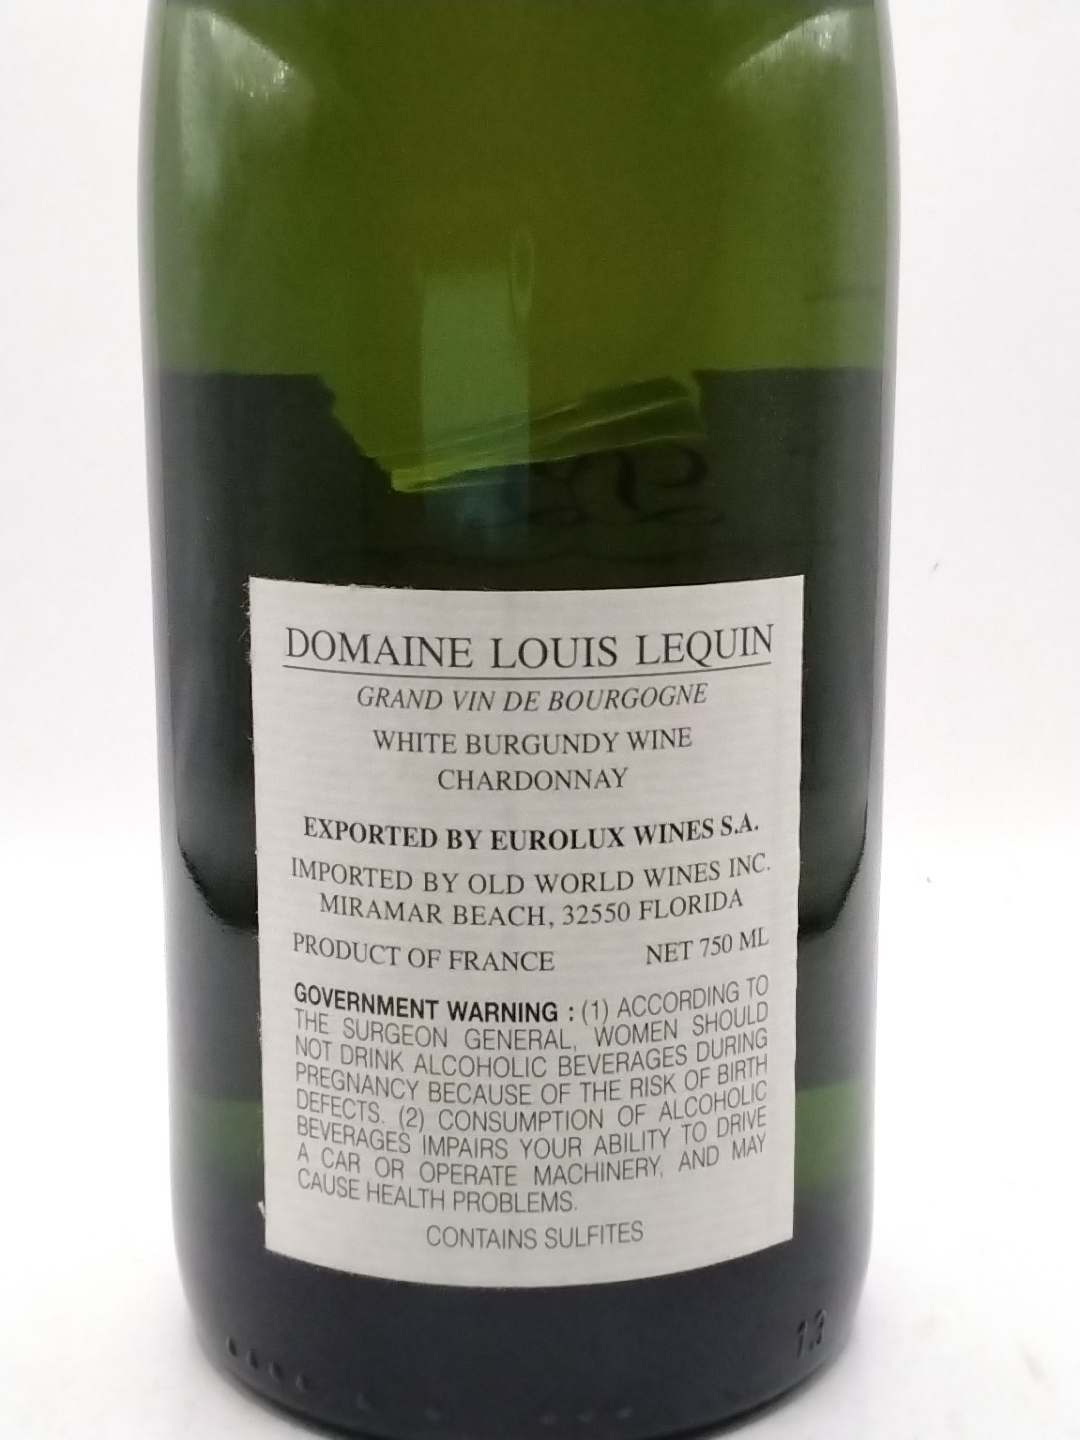 DOMAINE LOUIS LEQUIN
GRAND VIN DE BOURGOGNE
WHITE BURGUNDY WINE
CHARDONNAY
EXPORTED BY EUROLUX WINES S.A.
IMPORTED BY OLD WORLD WINES INC.
MIRAMAR BEACH, 32550 FLORIDA
PRODUCT OF FRANCE NET 750 ML
GOVERNMENT WARNING : (1) ACCORDING TO
THE SURGEON GENERAL, WOMEN SHOULD
NOT DRINK ALCOHOLIC BEVERAGES DURING
PREGNANCY BECAUSE OF THE RISK OF BIRTH
DEFECTS. (2) CONSUMPTION OF ALCOHOLIC
BEVERAGES IMPAIRS YOUR ABILITY TO DRIVE
A CAR OR OPERATE MACHINERY, AND MAY
CAUSE HEALTH PROBLEMS.
CONTAINS SULFITES
13